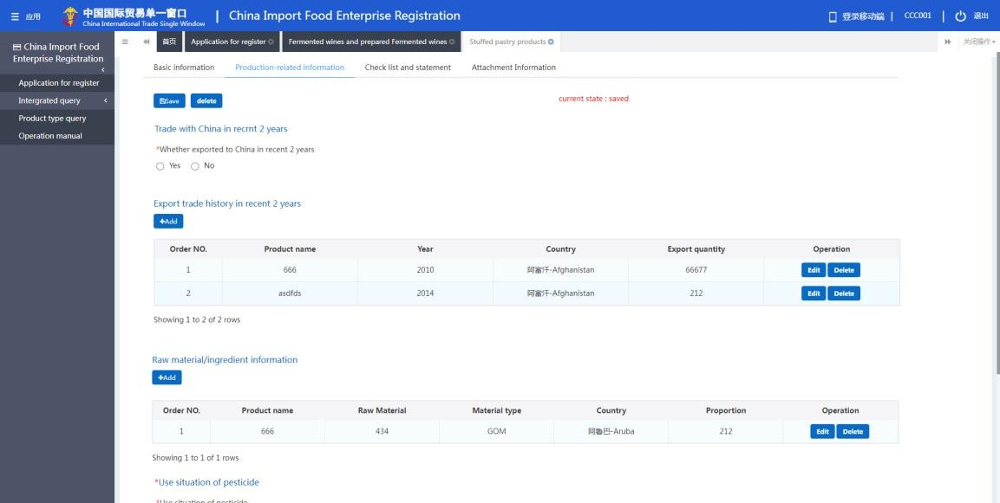 应用
中国国际贸易单一窗口
China International Trade Single Window
China Import Food Enterprise Registration
登录移动端
CCC001
退出
China Import Food
Enterprise Registration
Application for register
Intergrated query
Product type query
Operation manual
首页
Application for register
Fermented wines and prepared Fermented wines
Stuffed pastry products
关闭操作
Basic information
Production-related information
Check list and statement
Attachment Information
Save
delete
current state : saved
Trade with China in recrnt 2 years
*Whether exported to China in recent 2 years
Yes No
Export trade history in recent 2 years
+Add
Order NO. Product name Year Country Export quantity Operation
1 666 2010 阿富汗-Afghanistan 66677 Edit Delete
2 asdfds 2014 阿富汗-Afghanistan 212 Edit Delete
Showing 1 to 2 of 2 rows
Raw material/ingredient information
+Add
Order NO. Product name Raw Material Material type Country Proportion Operation
1 666 434 GOM 阿鲁巴-Aruba 212 Edit Delete
Showing 1 to 1 of 1 rows
*Use situation of pesticide
*Use situation of pesticide